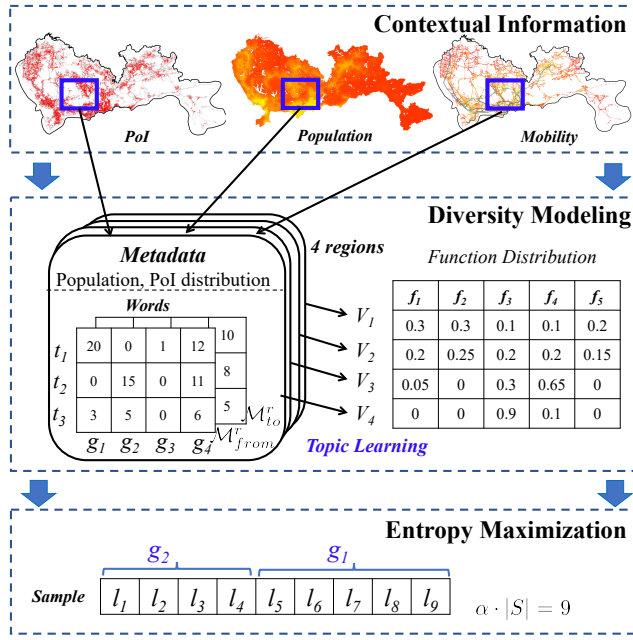 Contextual Information
PoI
Population
Mobility
Diversity Modeling
4 regions
Metadata
Population, PoI distribution
Words
10
t₁ 20 0 1 12
8
t₂ 0 15 0 11
5
t₃ 3 5 0 6
g₁ g₂ g₃ g₄
𝓜ʳ_to
𝓜ʳ_from
V₁
V₂
V₃
V₄
Topic Learning
Function Distribution
f₁ f₂ f₃ f₄ f₅
0.3 0.3 0.1 0.1 0.2
0.2 0.25 0.2 0.2 0.15
0.05 0 0.3 0.65 0
0 0 0.9 0.1 0
Entropy Maximization
g₂ g₁
Sample l₁ l₂ l₃ l₄ l₅ l₆ l₇ l₈ l₉
α · |S| = 9